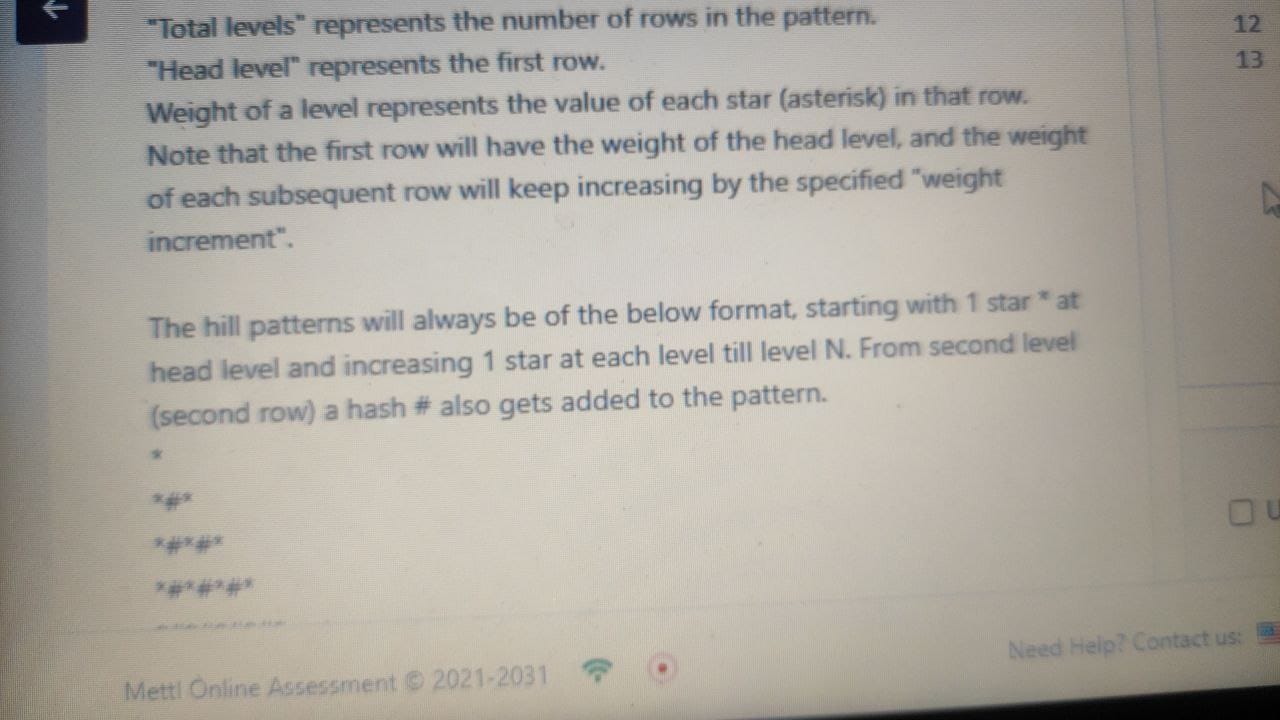 "Total levels" represents the number of rows in the pattern.
"Head level" represents the first row.
Weight of a level represents the value of each star (asterisk) in that row.
Note that the first row will have the weight of the head level, and the weight
of each subsequent row will keep increasing by the specified "weight
increment".
The hill patterns will always be of the below format, starting with 1 star * at
head level and increasing 1 star at each level till level N. From second level
(second row) a hash # also gets added to the pattern.
*
*#*
*#*#*
*#*#*#*
12
13
Need Help? Contact us:
Mettl Online Assessment © 2021-2031